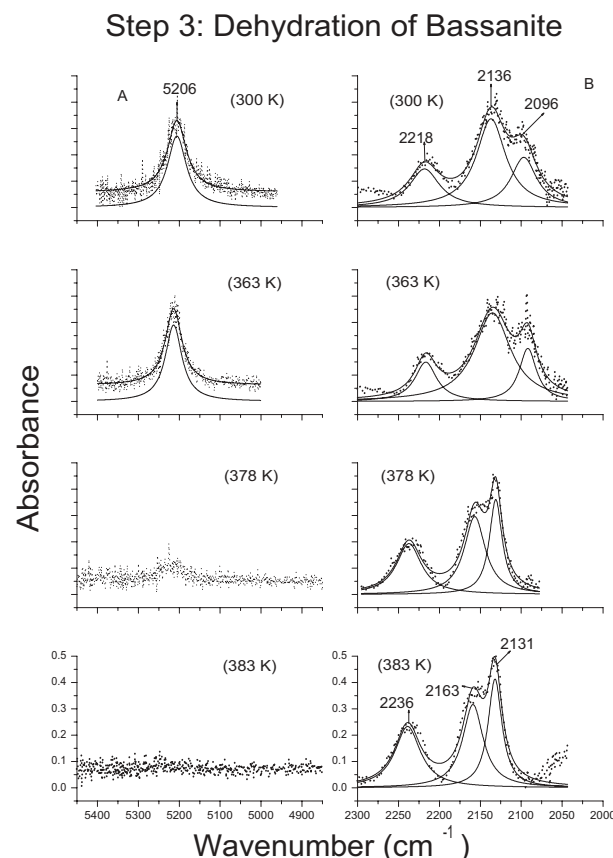 Step 3: Dehydration of Bassanite
A
5206
(300 K)
(300 K)
2136
B
2096
2218
(363 K)
(363 K)
(378 K)
(378 K)
(383 K)
(383 K)
2131
2163
2236
0.5
0.4
0.3
0.2
0.1
0.0
0.5
0.4
0.3
0.2
0.1
0.0
5400 5300 5200 5100 5000 4900
2300 2250 2200 2150 2100 2050 2000
Absorbance
Wavenumber (cm-1)